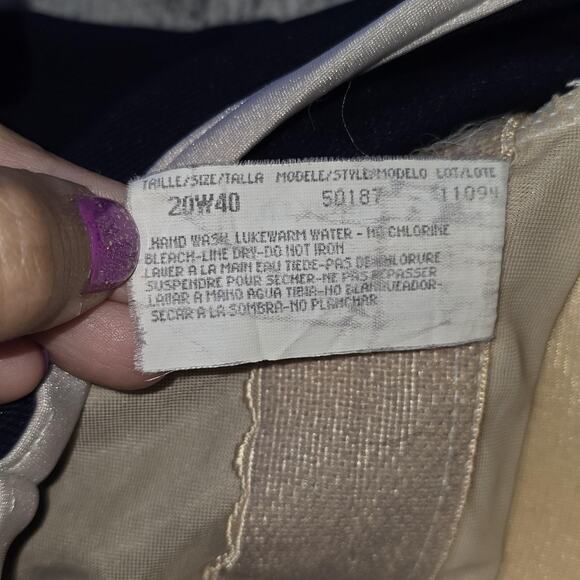 TAILLE/SIZE/TALLA MODELE/STYLE/MODELO LOT/LOTE
20W40 50187 11094
HAND WASH, LUKEWARM WATER - NO CHLORINE
BLEACH-LINE DRY-DO NOT IRON
LAVER A LA MAIN EAU TIEDE-PAS DE CHLORURE
SUSPENDRE POUR SECHER-NE PAS REPASSER
LAVAR A MANO AGUA TIBIA-NO BLANQUEADOR-
SECAR A LA SOMBRA-NO PLANCHAR